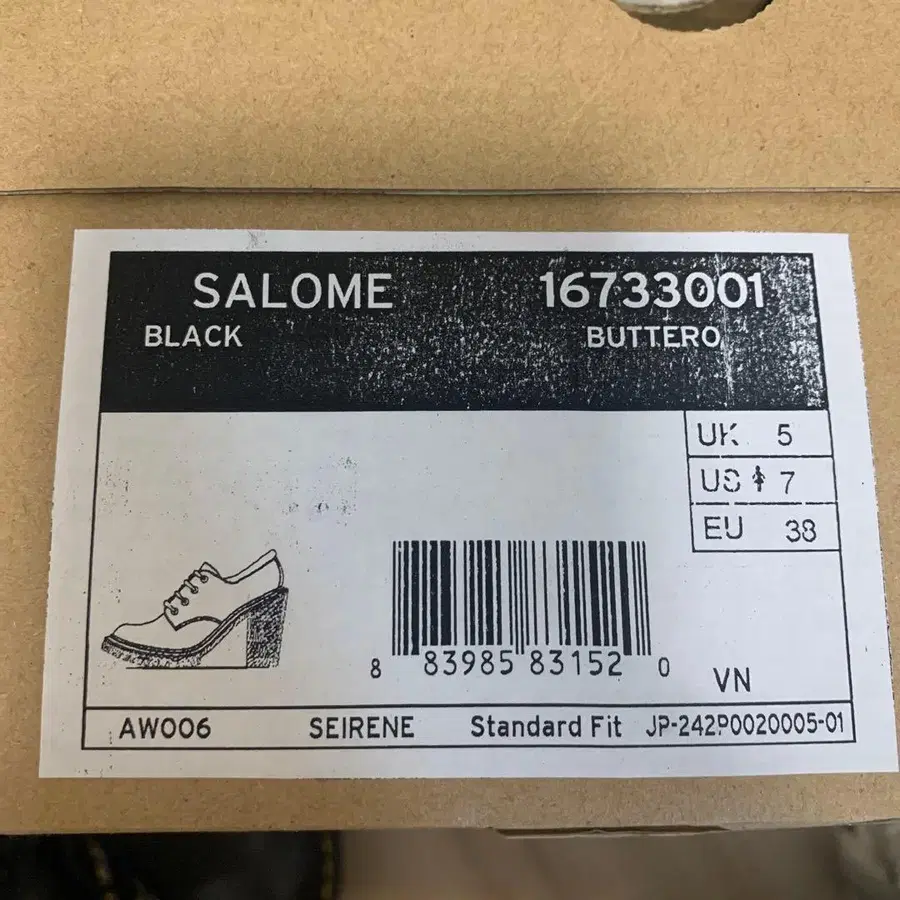 SALOME 16733001
BLACK BUTTERO
UK 5
US 7
EU 38
8 83985 83152 0
VN
AW006 SEIRENE Standard Fit JP-242P0020005-01